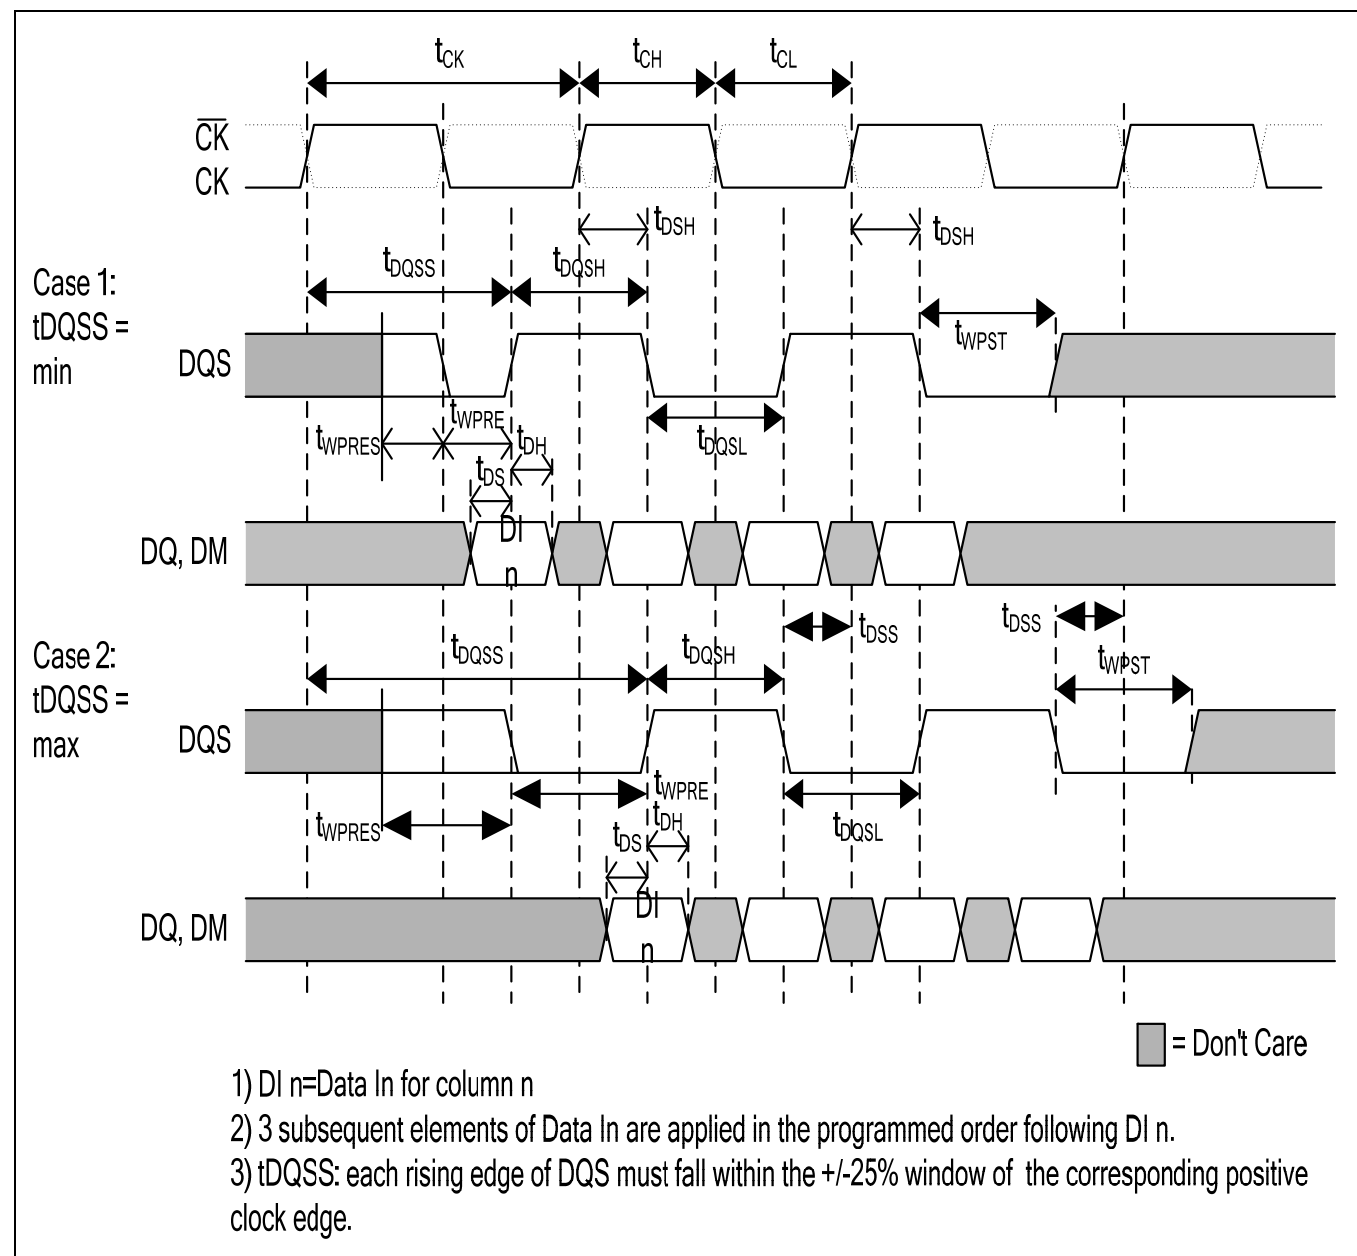 tCK
tCH
tCL
CK
CK
tDSH
tDSH
tDQSS
tDQSH
Case 1:
tDQSS =
min
tWPST
DQS
tWPRE
tWPRES
tDH
tDQSL
tDS
DI
n
DQ, DM
tDSS
tDSS
Case 2:
tDQSS =
max
tDQSS
tDQSH
tWPST
DQS
tWPRE
tWPRES
tDH
tDS
tDQSL
DI
n
DQ, DM
= Don't Care
1) DI n=Data In for column n
2) 3 subsequent elements of Data In are applied in the programmed order following DI n.
3) tDQSS: each rising edge of DQS must fall within the +/-25% window of the corresponding positive
clock edge.